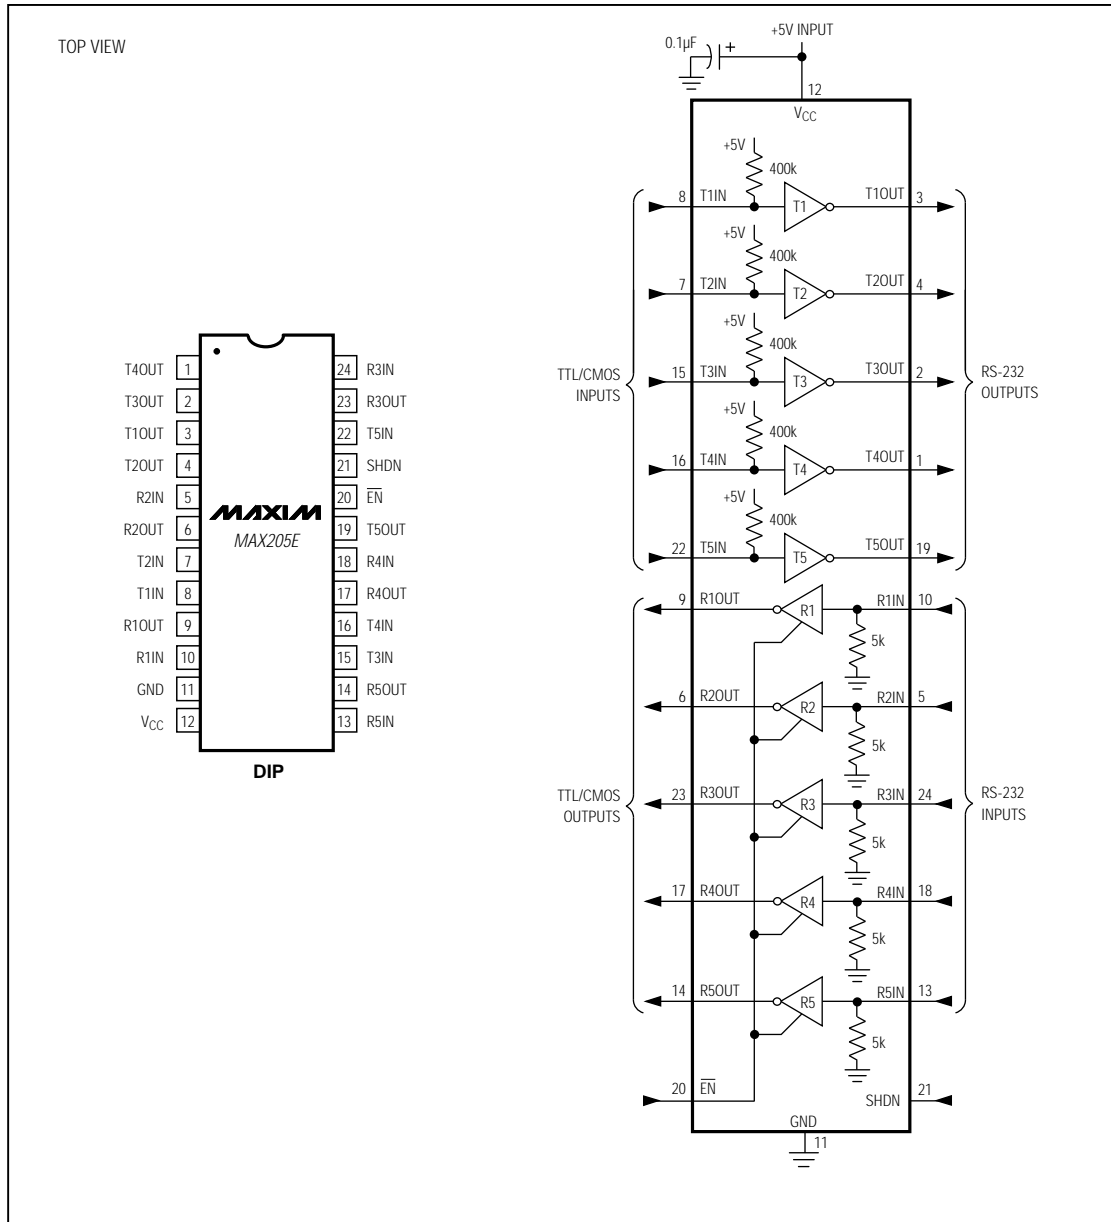 TOP VIEW
T4OUT 1
T3OUT 2
T1OUT 3
T2OUT 4
R2IN 5
R2OUT 6
T2IN 7
T1IN 8
R1OUT 9
R1IN 10
GND 11
VCC 12
24 R3IN
23 R3OUT
22 T5IN
21 SHDN
20 E̅N̅
19 T5OUT
18 R4IN
17 R4OUT
16 T4IN
15 T3IN
14 R5OUT
13 R5IN
MAXIM
MAX205E
DIP
+5V INPUT
0.1µF +
12
VCC
+5V
400k
8 T1IN T1 T1OUT 3
+5V
400k
7 T2IN T2 T2OUT 4
+5V
400k
15 T3IN T3 T3OUT 2
+5V
400k
16 T4IN T4 T4OUT 1
+5V
400k
22 T5IN T5 T5OUT 19
TTL/CMOS
INPUTS
RS-232
OUTPUTS
9 R1OUT R1 R1IN 10
5k
6 R2OUT R2 R2IN 5
5k
23 R3OUT R3 R3IN 24
5k
17 R4OUT R4 R4IN 18
5k
14 R5OUT R5 R5IN 13
5k
TTL/CMOS
OUTPUTS
RS-232
INPUTS
20 E̅N̅
SHDN 21
GND
11